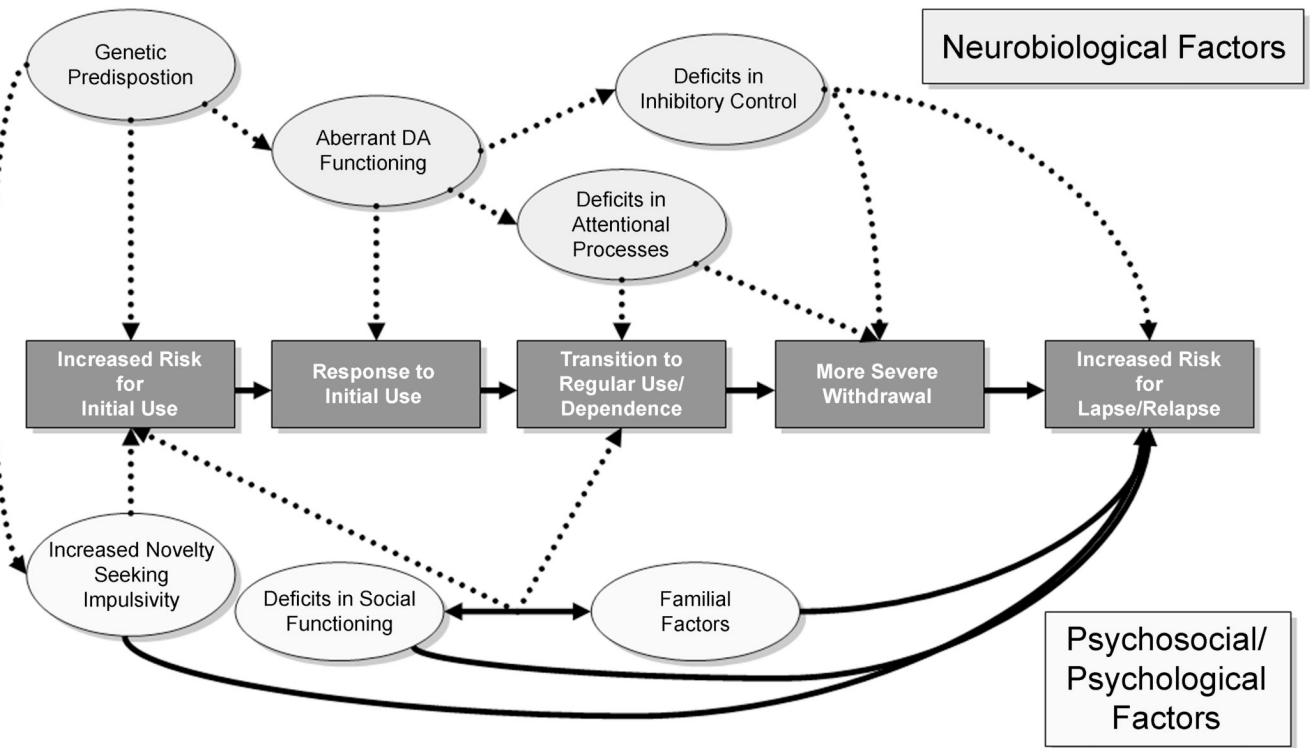 Genetic
Predispostion
Neurobiological Factors
Deficits in
Inhibitory Control
Aberrant DA
Functioning
Deficits in
Attentional
Processes
Increased Risk
for
Initial Use
Response to
Initial Use
Transition to
Regular Use/
Dependence
More Severe
Withdrawal
Increased Risk
for
Lapse/Relapse
Increased Novelty
Seeking
Impulsivity
Deficits in Social
Functioning
Familial
Factors
Psychosocial/
Psychological
Factors